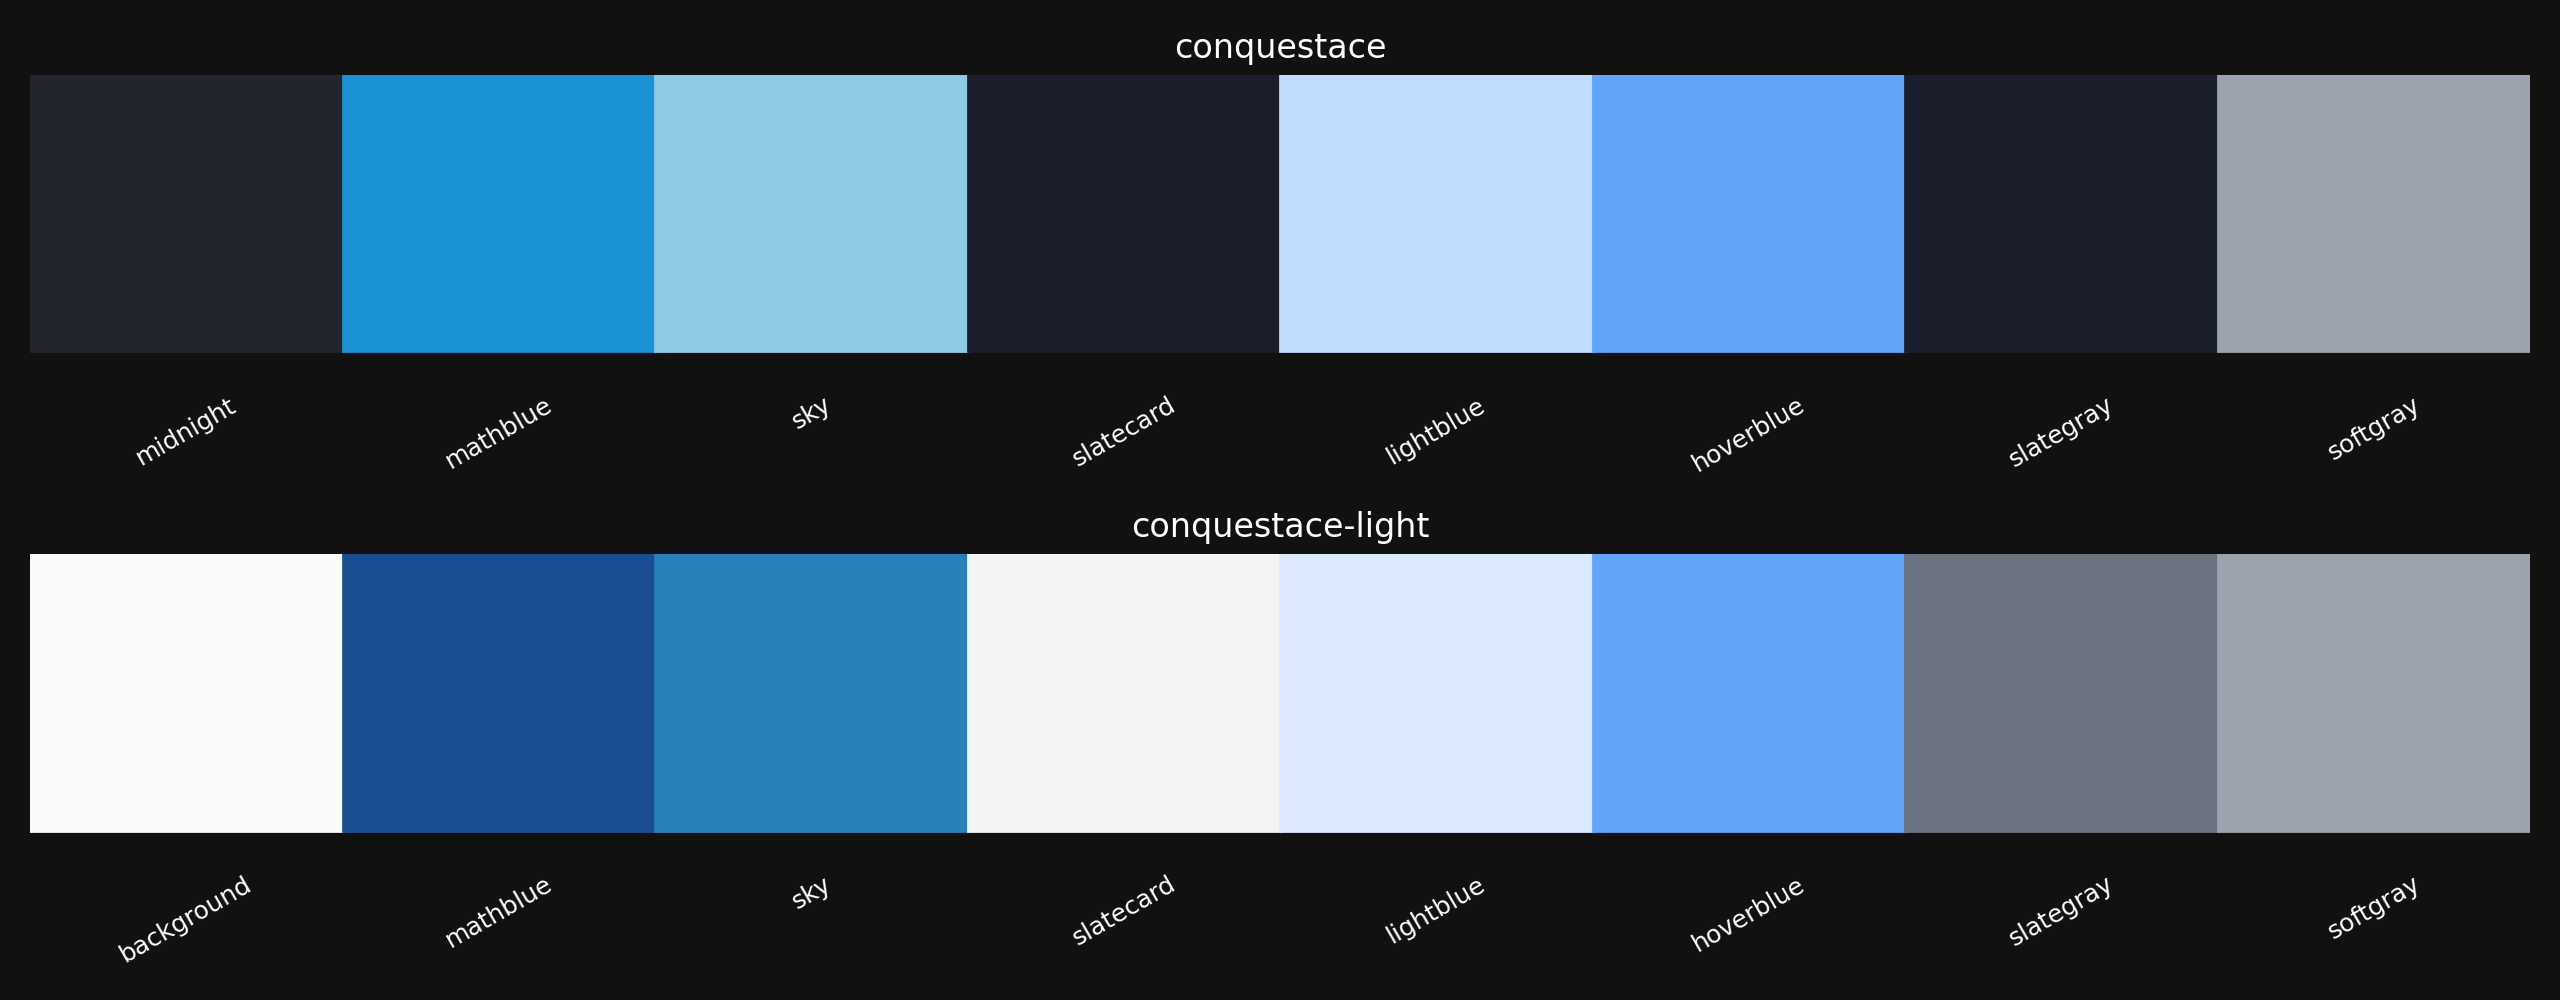 conquestace
midnight mathblue sky slatecard lightblue hoverblue slategray softgray
conquestace-light
background mathblue sky slatecard lightblue hoverblue slategray softgray